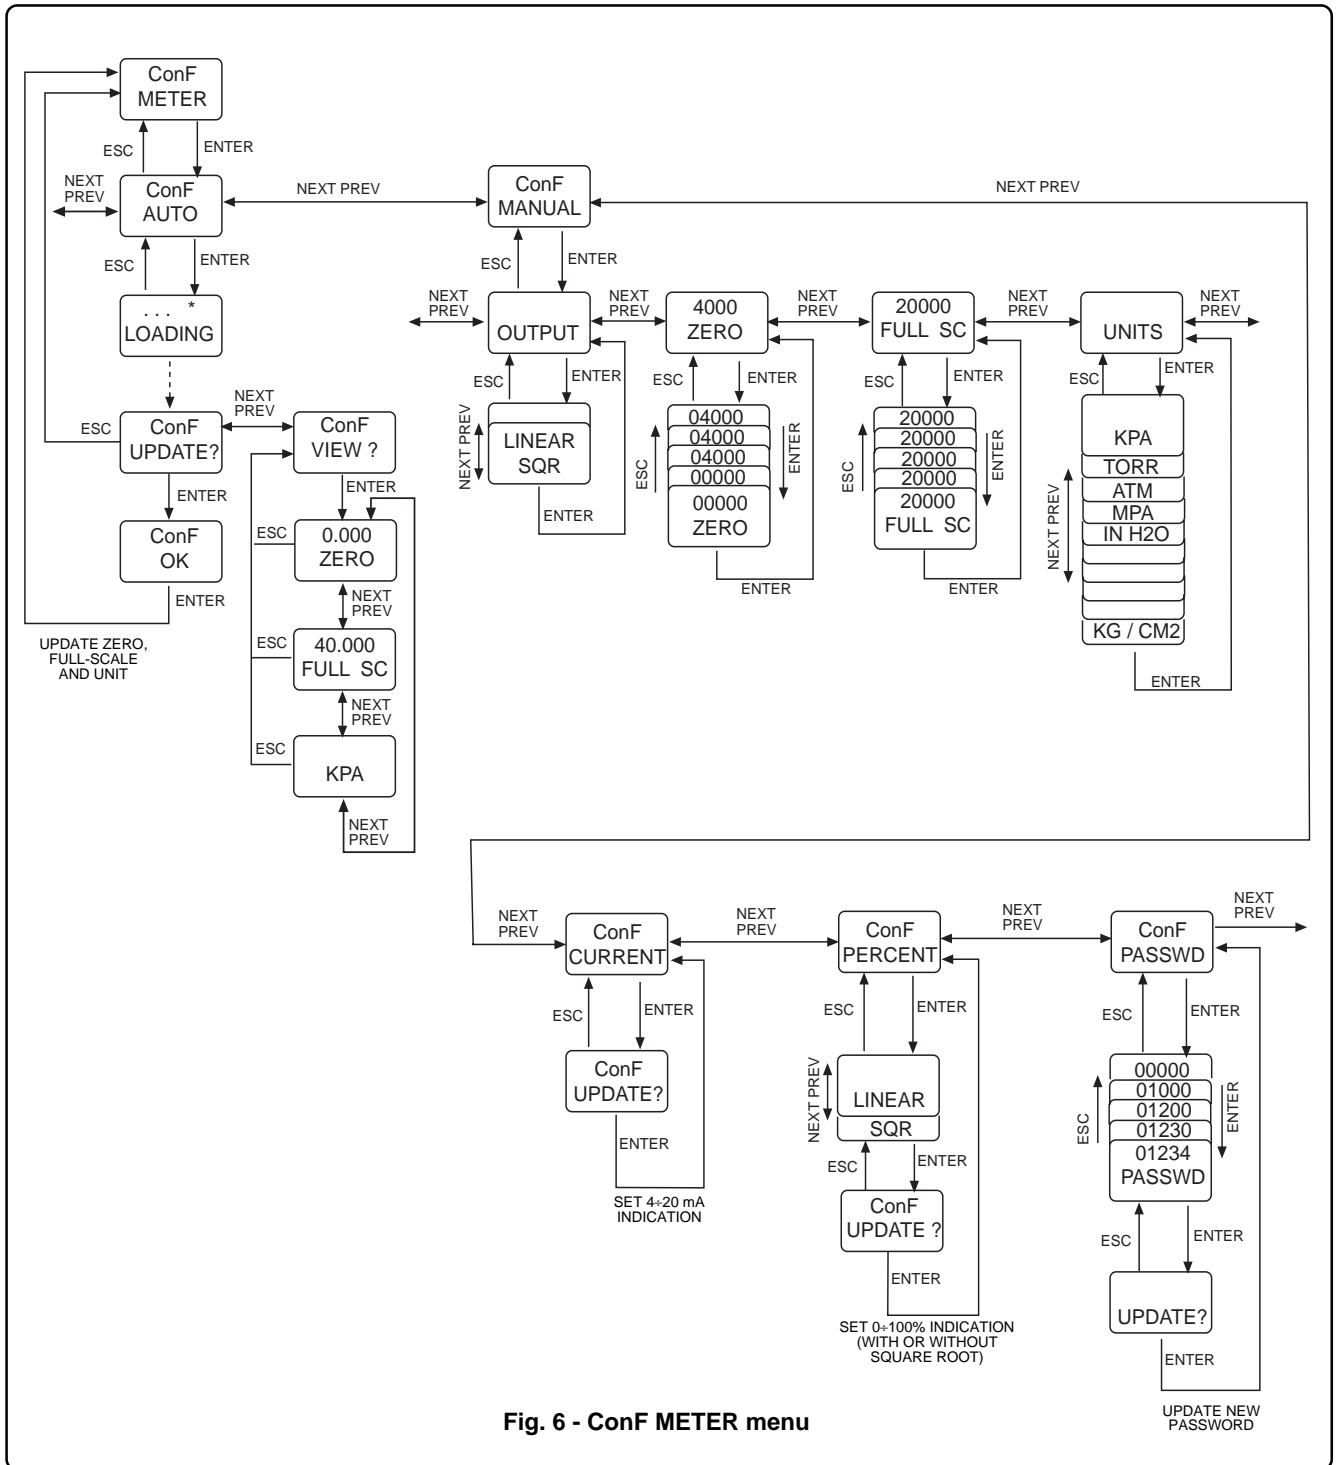 ConF
METER
ESC
ENTER
NEXT
PREV
ConF
AUTO
NEXT PREV
ConF
MANUAL
NEXT PREV
ESC
ENTER
. . . *
LOADING
ESC
ConF
UPDATE?
NEXT
PREV
ConF
VIEW ?
ENTER
ConF
OK
ENTER
UPDATE ZERO,
FULL-SCALE
AND UNIT
ENTER
ESC
0.000
ZERO
NEXT
PREV
ESC
40.000
FULL SC
NEXT
PREV
ESC
KPA
NEXT
PREV
ESC
ENTER
NEXT
PREV
OUTPUT
NEXT
PREV
4000
ZERO
NEXT
PREV
20000
FULL SC
NEXT
PREV
UNITS
NEXT
PREV
ESC
ENTER
NEXT PREV
LINEAR
SQR
ENTER
ESC
ENTER
ESC
04000
04000
04000
00000
00000
ZERO
ENTER
ENTER
ESC
ENTER
ESC
20000
20000
20000
20000
20000
FULL SC
ENTER
ENTER
ESC
ENTER
NEXT PREV
KPA
TORR
ATM
MPA
IN H2O
KG / CM2
ENTER
NEXT
PREV
ConF
CURRENT
NEXT
PREV
ConF
PERCENT
NEXT
PREV
ConF
PASSWD
NEXT
PREV
ESC
ENTER
ConF
UPDATE?
ENTER
SET 4÷20 mA
INDICATION
ESC
ENTER
NEXT PREV
LINEAR
SQR
ESC
ENTER
ConF
UPDATE ?
ENTER
SET 0÷100% INDICATION
(WITH OR WITHOUT
SQUARE ROOT)
ESC
ENTER
ESC
00000
01000
01200
01230
01234
PASSWD
ENTER
ESC
ENTER
UPDATE?
ENTER
UPDATE NEW
PASSWORD
Fig. 6 - ConF METER menu